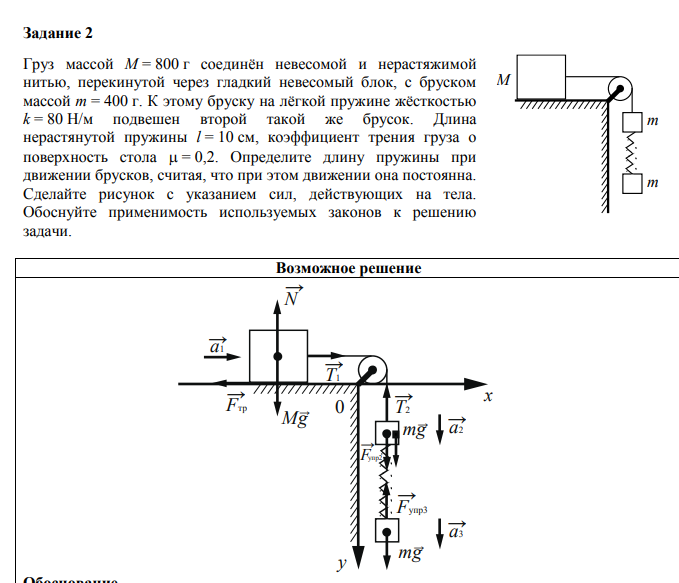 Задание 2
Груз массой M = 800 г соединён невесомой и нерастяжимой
нитью, перекинутой через гладкий невесомый блок, с бруском
массой m = 400 г. К этому бруску на лёгкой пружине жёсткостью
k = 80 Н/м подвешен второй такой же брусок. Длина
нерастянутой пружины l = 10 см, коэффициент трения груза о
поверхность стола μ = 0,2. Определите длину пружины при
движении брусков, считая, что при этом движении она постоянна.
Сделайте рисунок с указанием сил, действующих на тела.
Обоснуйте применимость используемых законов к решению
задачи.
M
m
m
Возможное решение
N
a1
T1
Fтр
Mg
0
x
T2
mg
a2
Fупр2
Fупр3
a3
mg
y
Обоснование